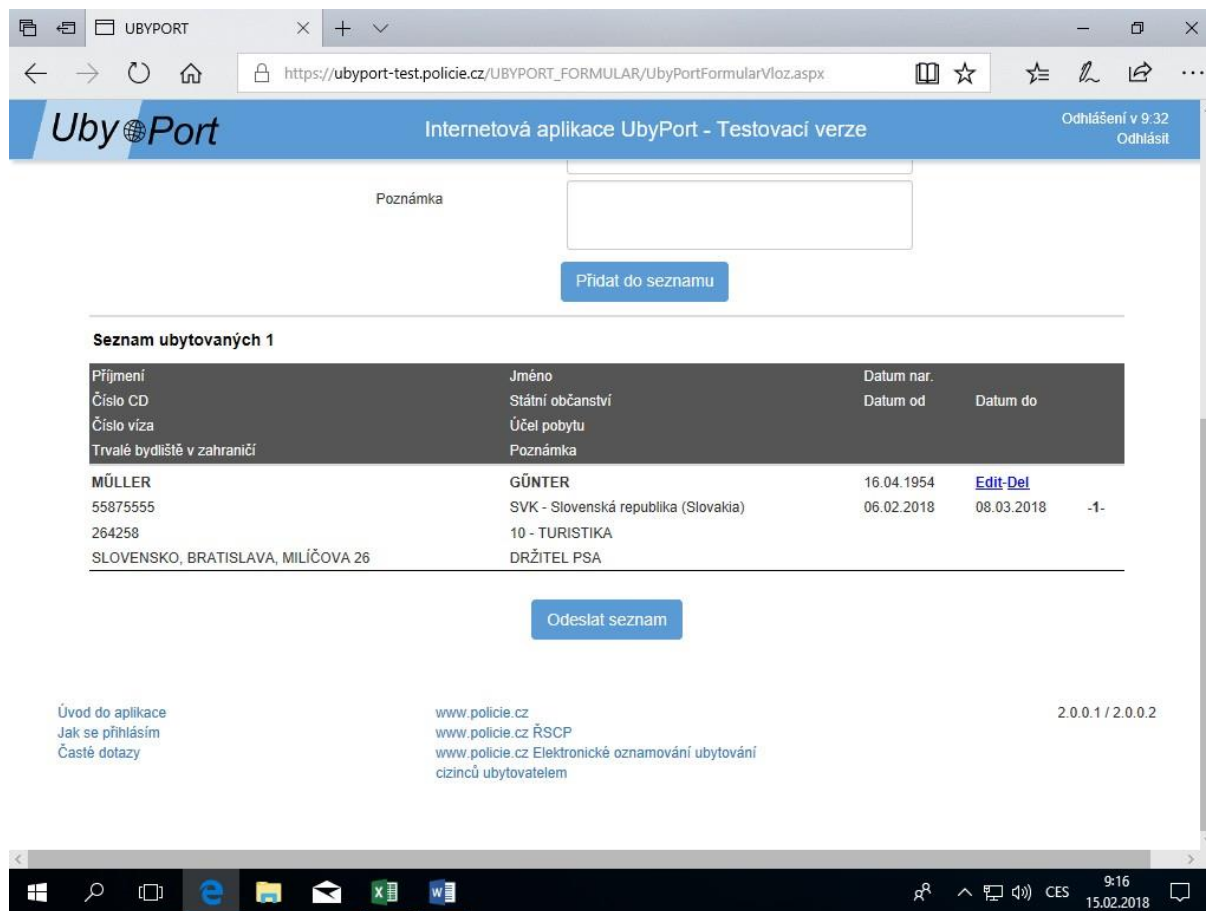 UBYPORT
https://ubyport-test.policie.cz/UBYPORT_FORMULAR/UbyPortFormularVloz.aspx
UbyPort Internetová aplikace UbyPort - Testovací verze Odhlášení v 9:32
Odhlásit
Poznámka
Přidat do seznamu
Seznam ubytovaných 1
Příjmení Jméno Datum nar.
Číslo CD Státní občanství Datum od Datum do
Číslo víza Účel pobytu
Trvalé bydliště v zahraničí Poznámka
MŰLLER GŰNTER 16.04.1954 Edit-Del
55875555 SVK - Slovenská republika (Slovakia) 06.02.2018 08.03.2018 -1-
264258 10 - TURISTIKA
SLOVENSKO, BRATISLAVA, MILÍČOVA 26 DRŽITEL PSA
Odeslat seznam
Úvod do aplikace www.policie.cz 2.0.0.1 / 2.0.0.2
Jak se přihlásím www.policie.cz ŘSCP
Časté dotazy www.policie.cz Elektronické oznamování ubytování
cizinců ubytovatelem
CES 9:16
15.02.2018